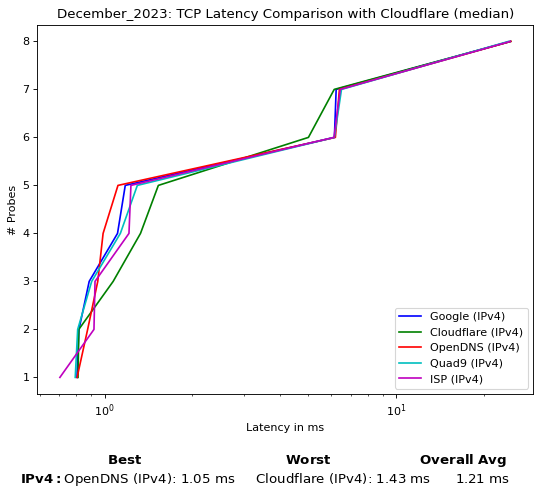 December_2023: TCP Latency Comparison with Cloudflare (median)
8
7
6
5
4
3
2
1
# Probes
Google (IPv4)
Cloudflare (IPv4)
OpenDNS (IPv4)
Quad9 (IPv4)
ISP (IPv4)
10⁰ 10¹
Latency in ms
Best Worst Overall Avg
IPv4: OpenDNS (IPv4): 1.05 ms Cloudflare (IPv4): 1.43 ms 1.21 ms